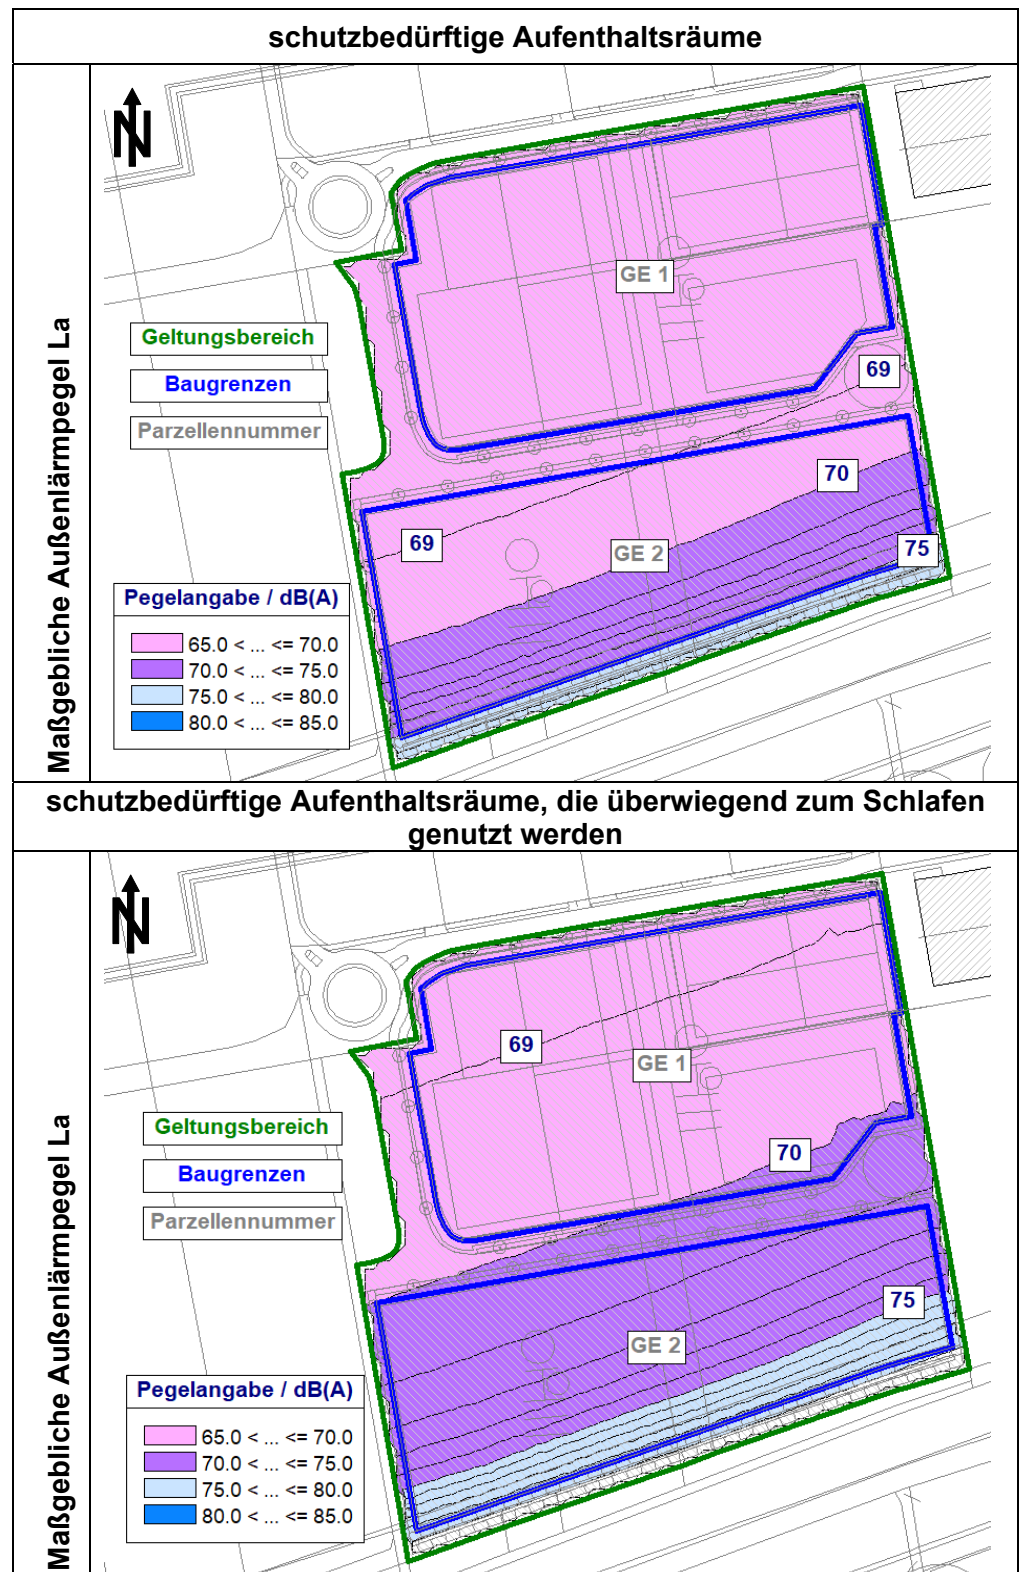 schutzbedürftige Aufenthaltsräume
Maßgebliche Außenlärmpegel La
N
GE 1
Geltungsbereich
Baugrenzen
Parzellennummer
69
70
69
GE 2
75
Pegelangabe / dB(A)
65.0 < ... <= 70.0
70.0 < ... <= 75.0
75.0 < ... <= 80.0
80.0 < ... <= 85.0
schutzbedürftige Aufenthaltsräume, die überwiegend zum Schlafen
genutzt werden
Maßgebliche Außenlärmpegel La
N
69
GE 1
Geltungsbereich
Baugrenzen
Parzellennummer
70
75
GE 2
Pegelangabe / dB(A)
65.0 < ... <= 70.0
70.0 < ... <= 75.0
75.0 < ... <= 80.0
80.0 < ... <= 85.0